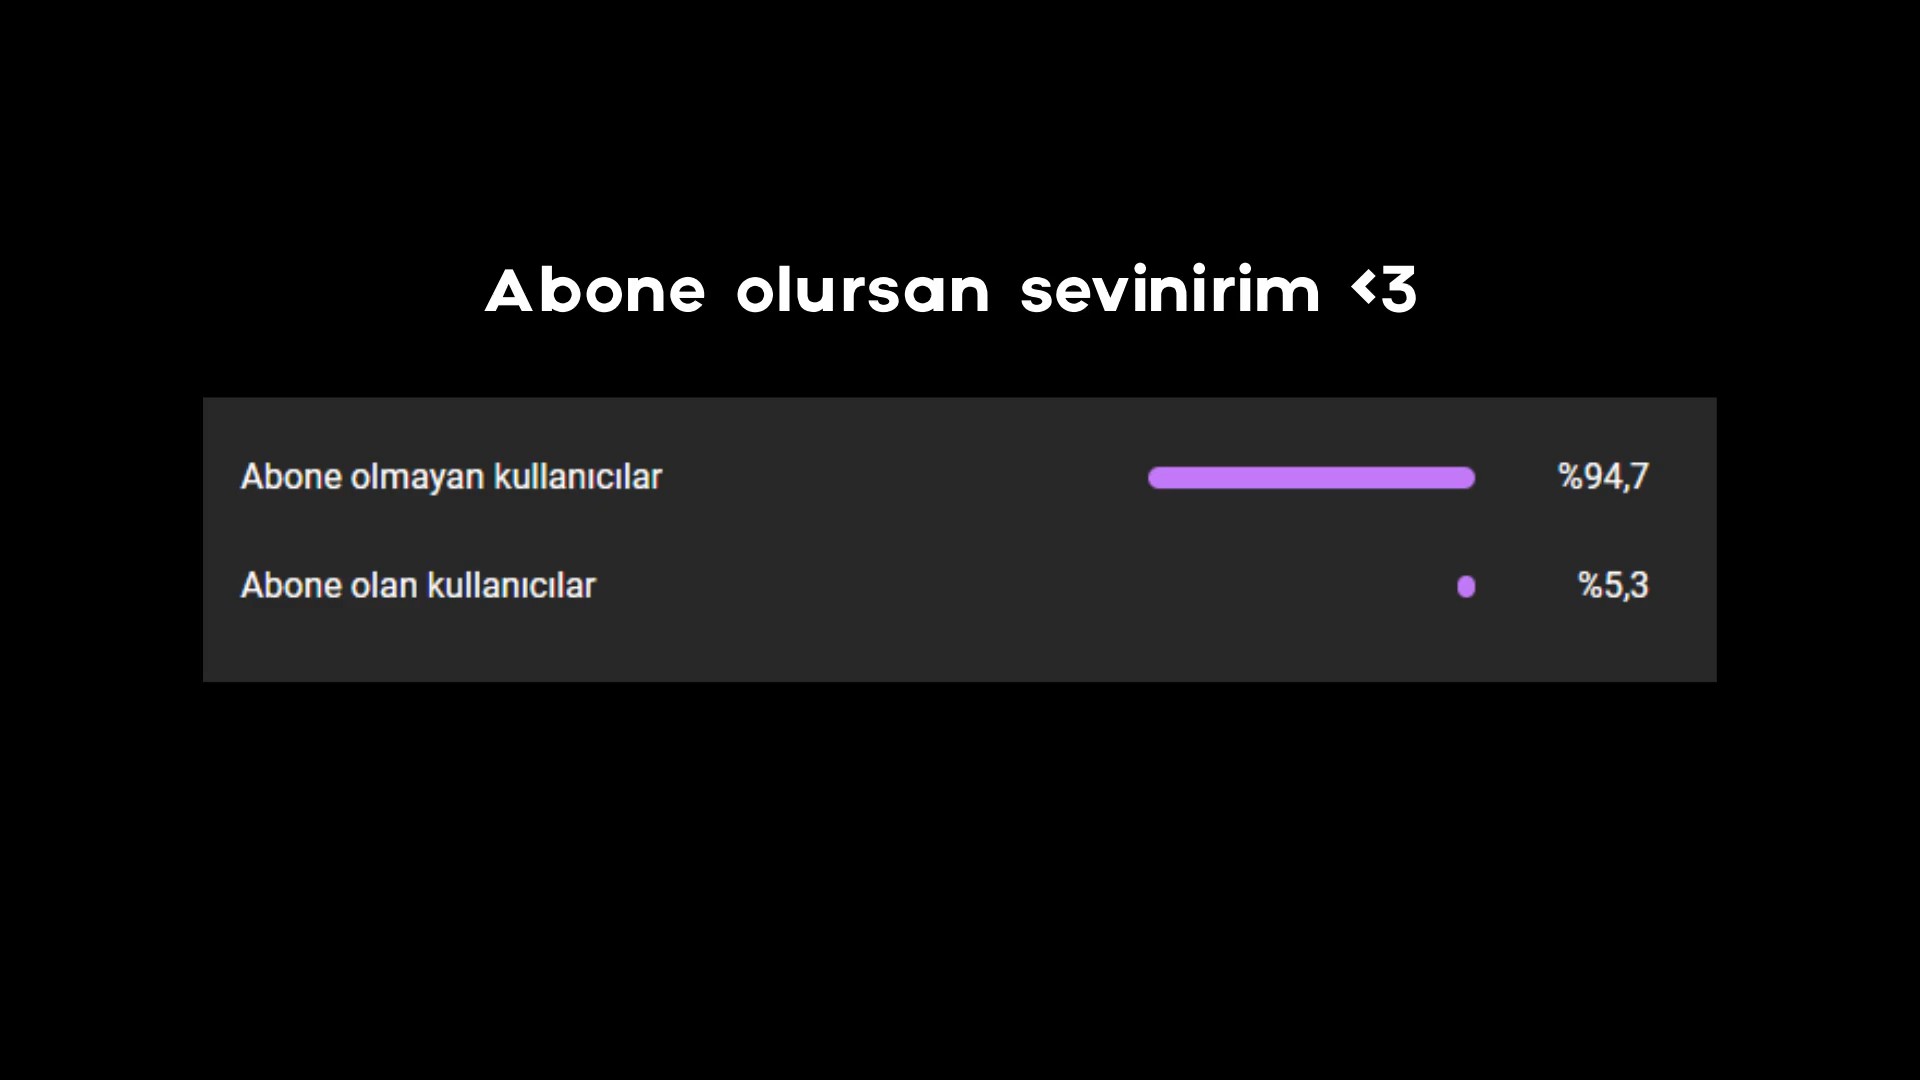 Abone olursan sevinirim <3
Abone olmayan kullanıcılar %94,7
Abone olan kullanıcılar %5,3